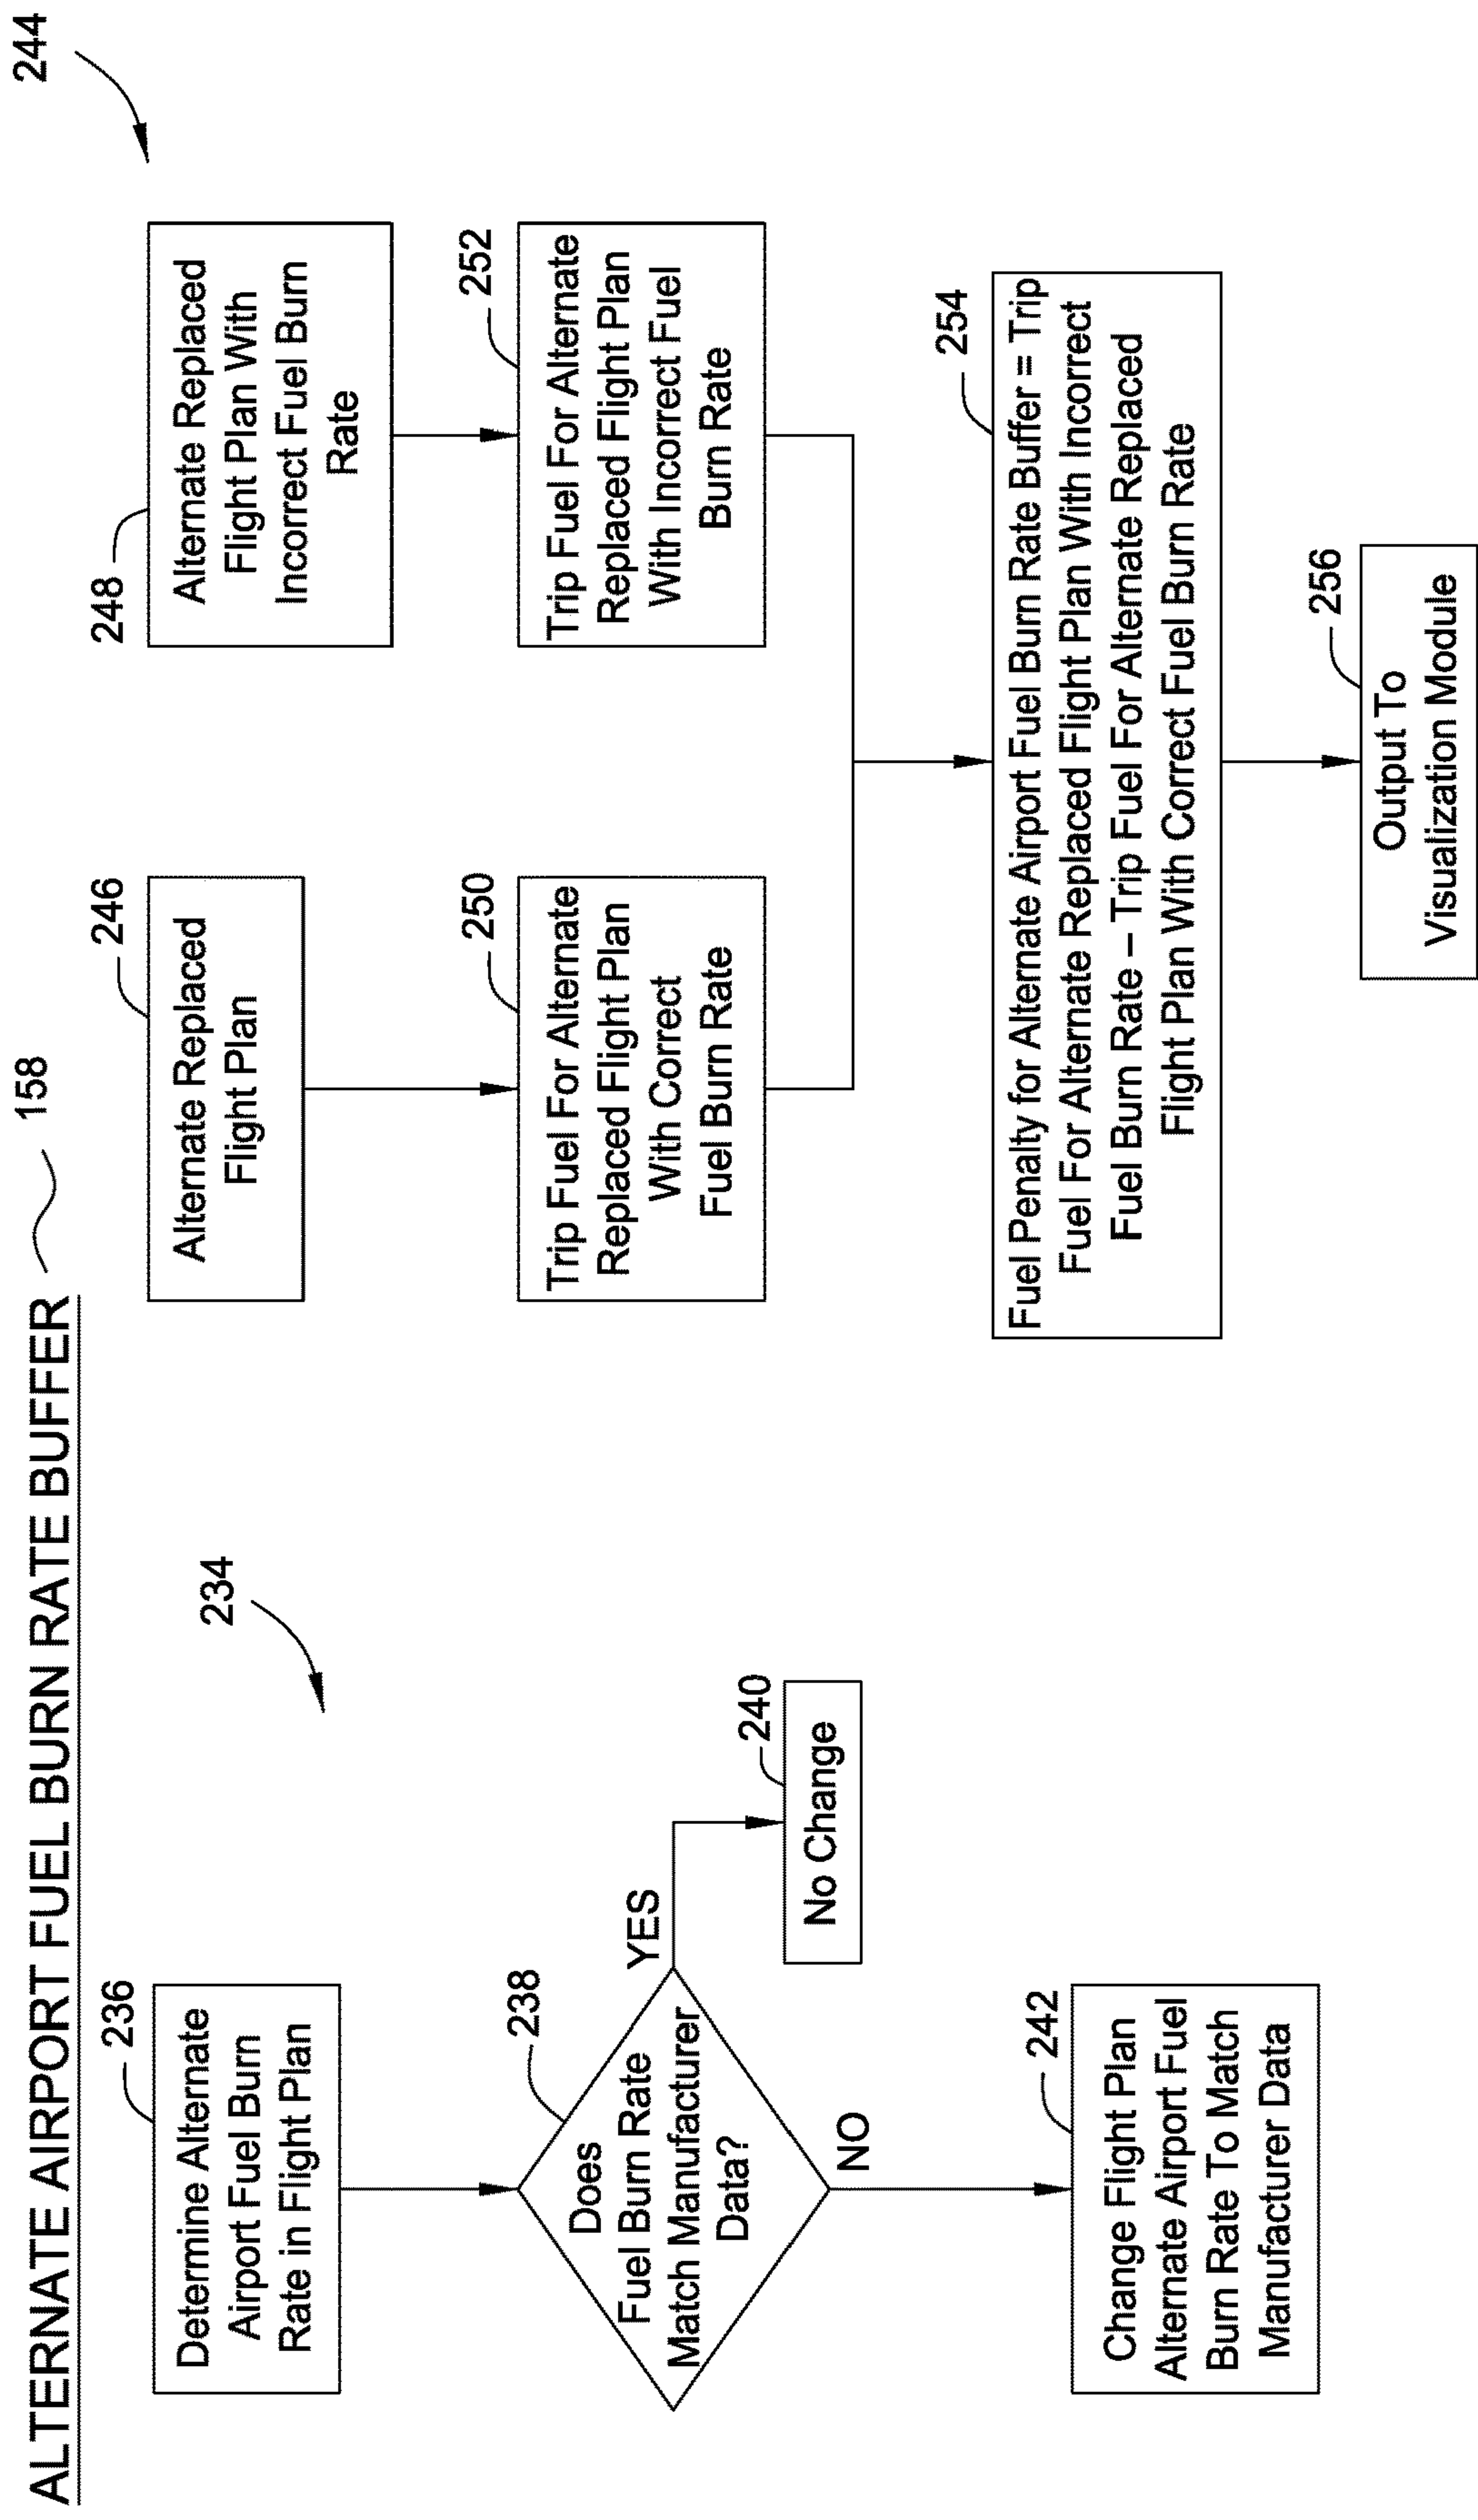 ALTERNATE AIRPORT FUEL BURN RATE BUFFER
158
234
236
Determine Alternate
Airport Fuel Burn
Rate in Flight Plan
238
Does
Fuel Burn Rate
Match Manufacturer
Data?
YES
240
No Change
NO
242
Change Flight Plan
Alternate Airport Fuel
Burn Rate To Match
Manufacturer Data
244
246
Alternate Replaced
Flight Plan
248
Alternate Replaced
Flight Plan With
Incorrect Fuel Burn
Rate
250
Trip Fuel For Alternate
Replaced Flight Plan
With Correct
Fuel Burn Rate
252
Trip Fuel For Alternate
Replaced Flight Plan
With Incorrect Fuel
Burn Rate
254
Fuel Penalty for Alternate Airport Fuel Burn Rate Buffer = Trip
Fuel For Alternate Replaced Flight Plan With Incorrect
Fuel Burn Rate – Trip Fuel For Alternate Replaced
Flight Plan With Correct Fuel Burn Rate
256
Output To
Visualization Module